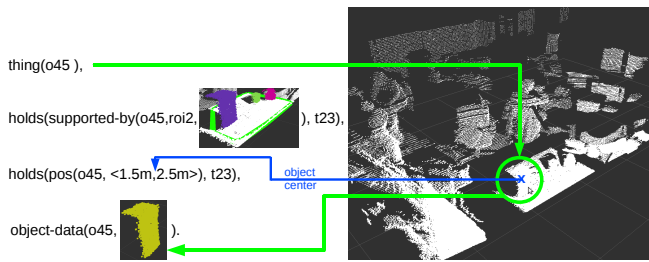 thing(o45 ),
holds(supported-by(o45,roi2, ), t23),
holds(pos(o45, <1.5m,2.5m>), t23),
object
center
x
object-data(o45, ).